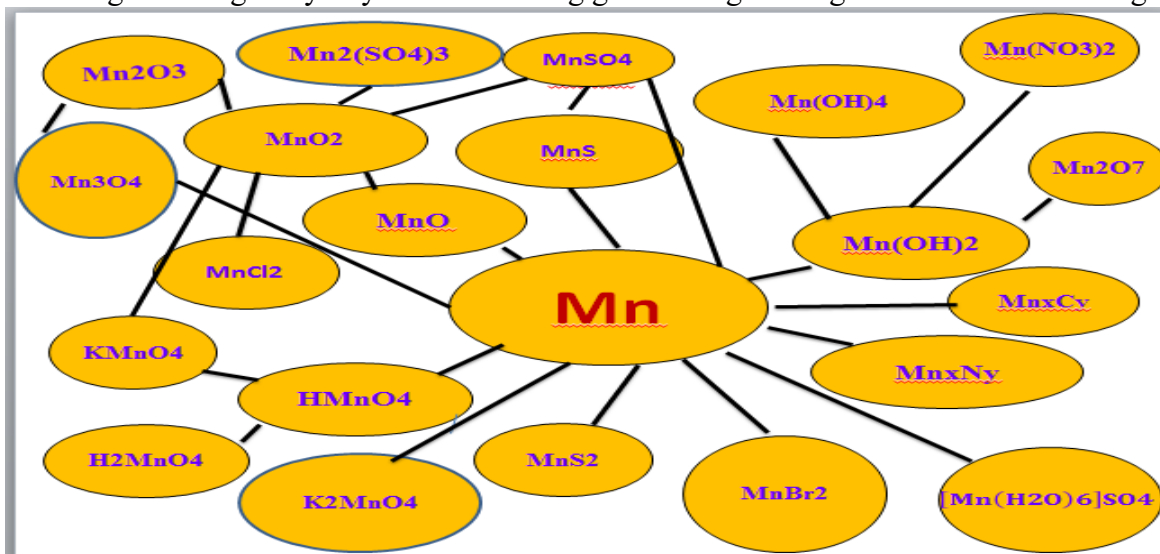 Mn2(SO4)3
MnSO4
Mn(NO3)2
Mn2O3
Mn(OH)4
MnO2
MnS
Mn2O7
Mn3O4
MnO
Mn(OH)2
MnCl2
MnxCy
Mn
KMnO4
MnxNy
HMnO4
H2MnO4
MnS2
K2MnO4
MnBr2
[Mn(H2O)6]SO4